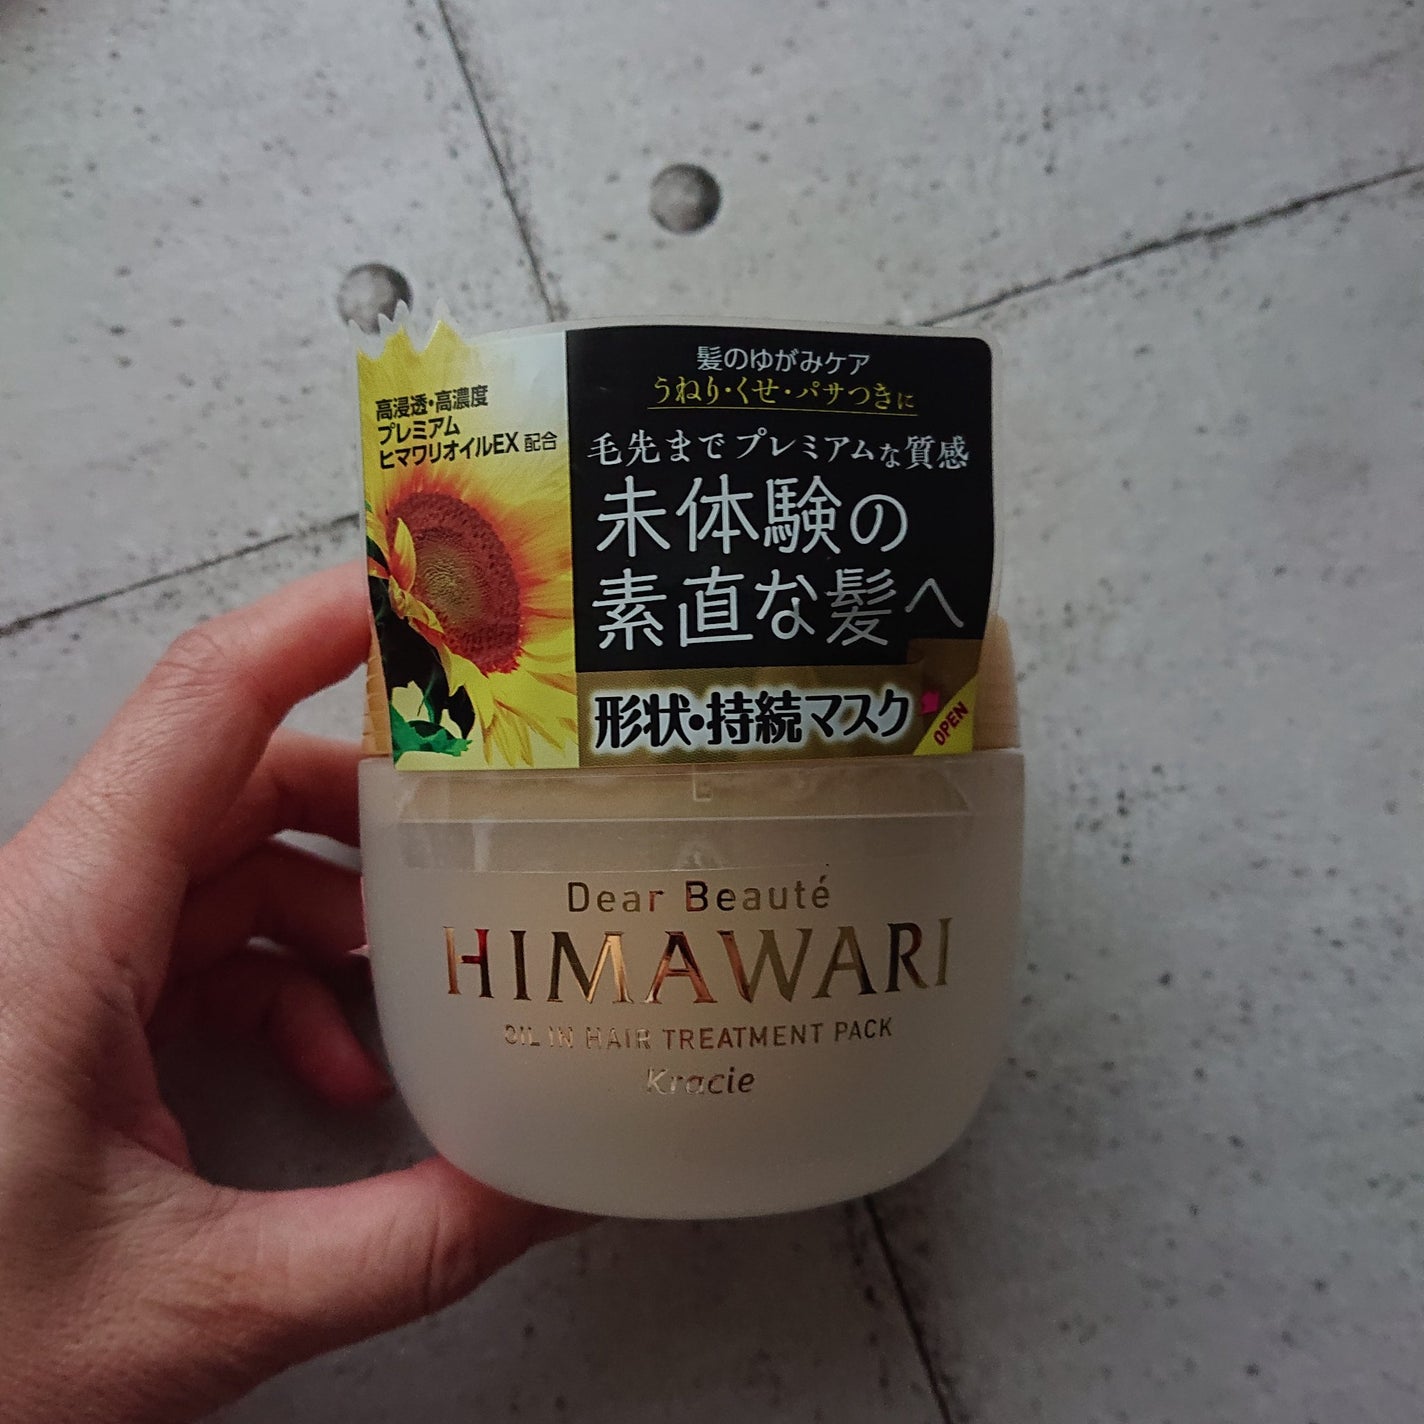 高浸透・高濃度
プレミアム
ヒマワリオイルEX 配合
髪のゆがみケア
うねり・くせ・パサつきに
毛先までプレミアムな質感
未体験の
素直な髪へ
形状・持続マスク
OPEN
Dear Beauté
HIMAWARI
OIL IN HAIR TREATMENT PACK
Kracie